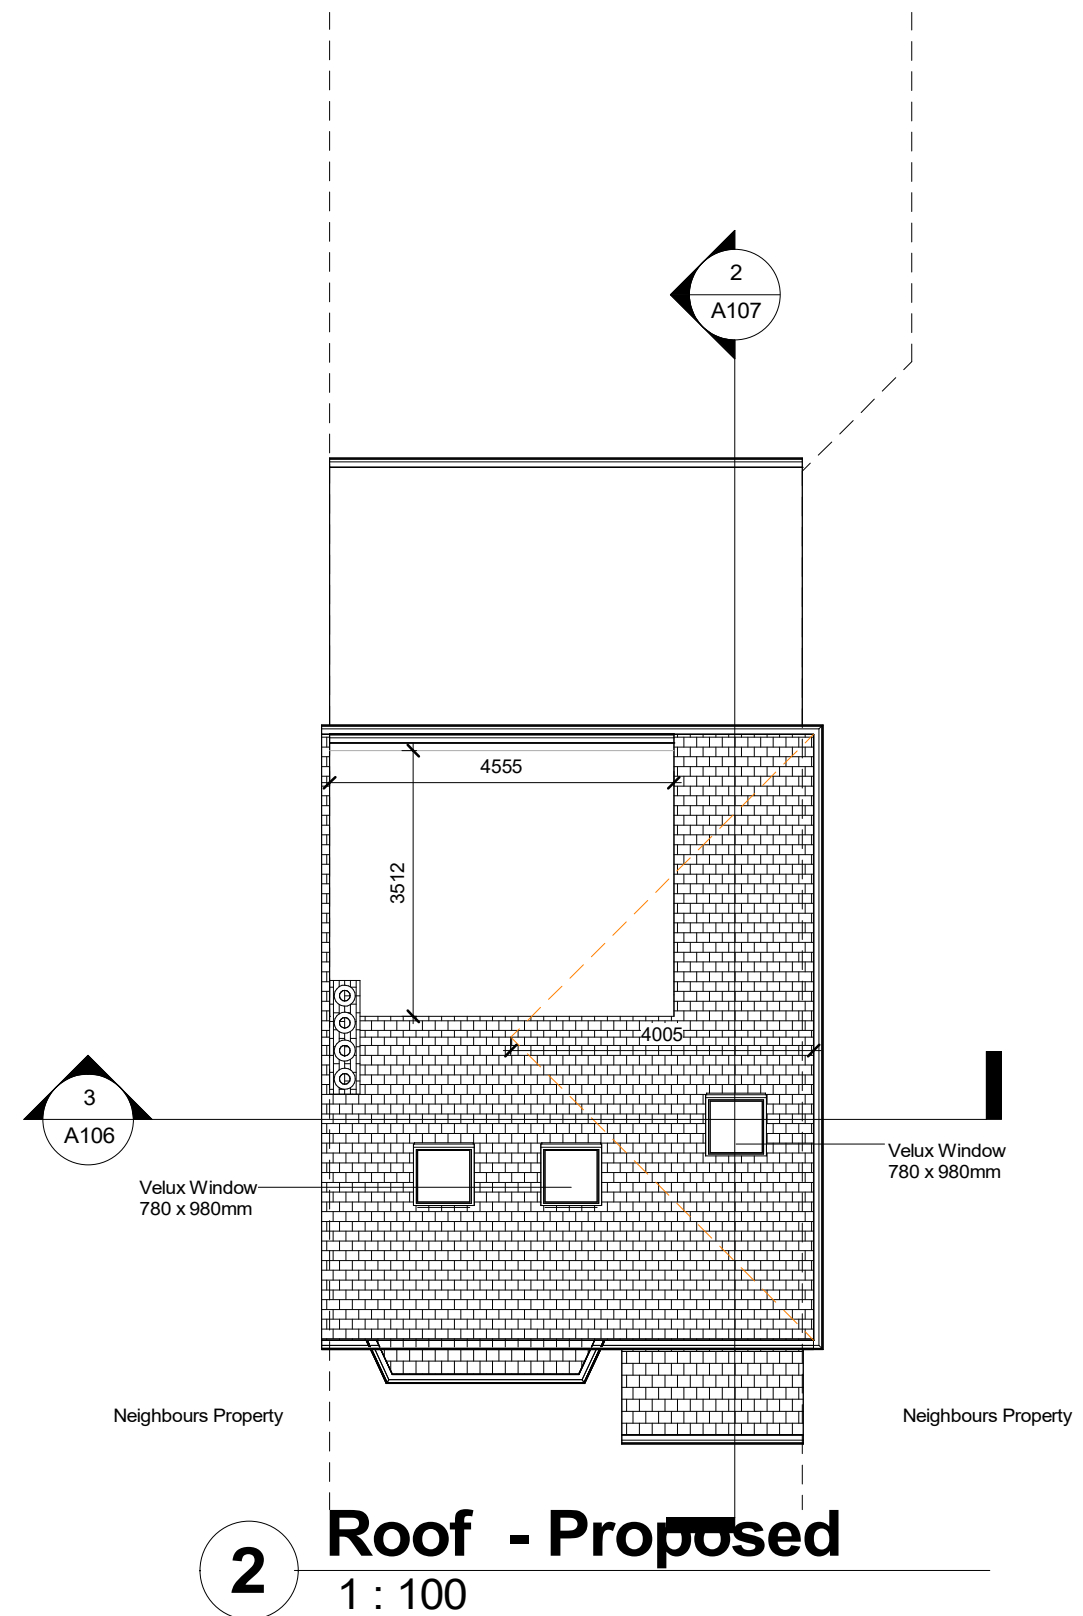 2
A107
4555
3512
4005
3
A106
Velux Window
780 x 980mm
Velux Window
780 x 980mm
Neighbours Property
Neighbours Property
2
Roof - Proposed
1 : 100